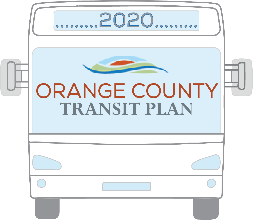 ........2020........
ORANGE COUNTY
TRANSIT PLAN